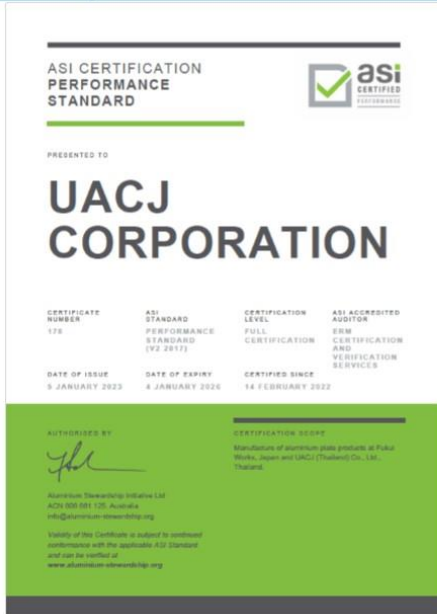 ASI CERTIFICATION
PERFORMANCE
STANDARD
asi
CERTIFIED
PERFORMANCE
PRESENTED TO
UACJ
CORPORATION
CERTIFICATE
NUMBER
ASI
STANDARD
CERTIFICATION
LEVEL
ASI ACCREDITED
AUDITOR
PERFORMANCE
STANDARD
(V2 2017)
FULL
CERTIFICATION
ERM
CERTIFICATION
AND
VERIFICATION
SERVICES
DATE OF ISSUE
DATE OF EXPIRY
CERTIFIED SINCE
5 JANUARY 2023
4 JANUARY 2026
14 FEBRUARY 2022
AUTHORISED BY
Aluminium Stewardship Initiative Ltd
Australia
info@aluminium-stewardship.org
Validity of this Certificate is subject to continued
conformance with the applicable ASI Standard
and can be verified at
www.aluminium-stewardship.org
CERTIFICATION SCOPE
Manufacture of aluminium plate products at Fukui
Works, Japan and UACJ (Thailand) Co., Ltd.,
Thailand.